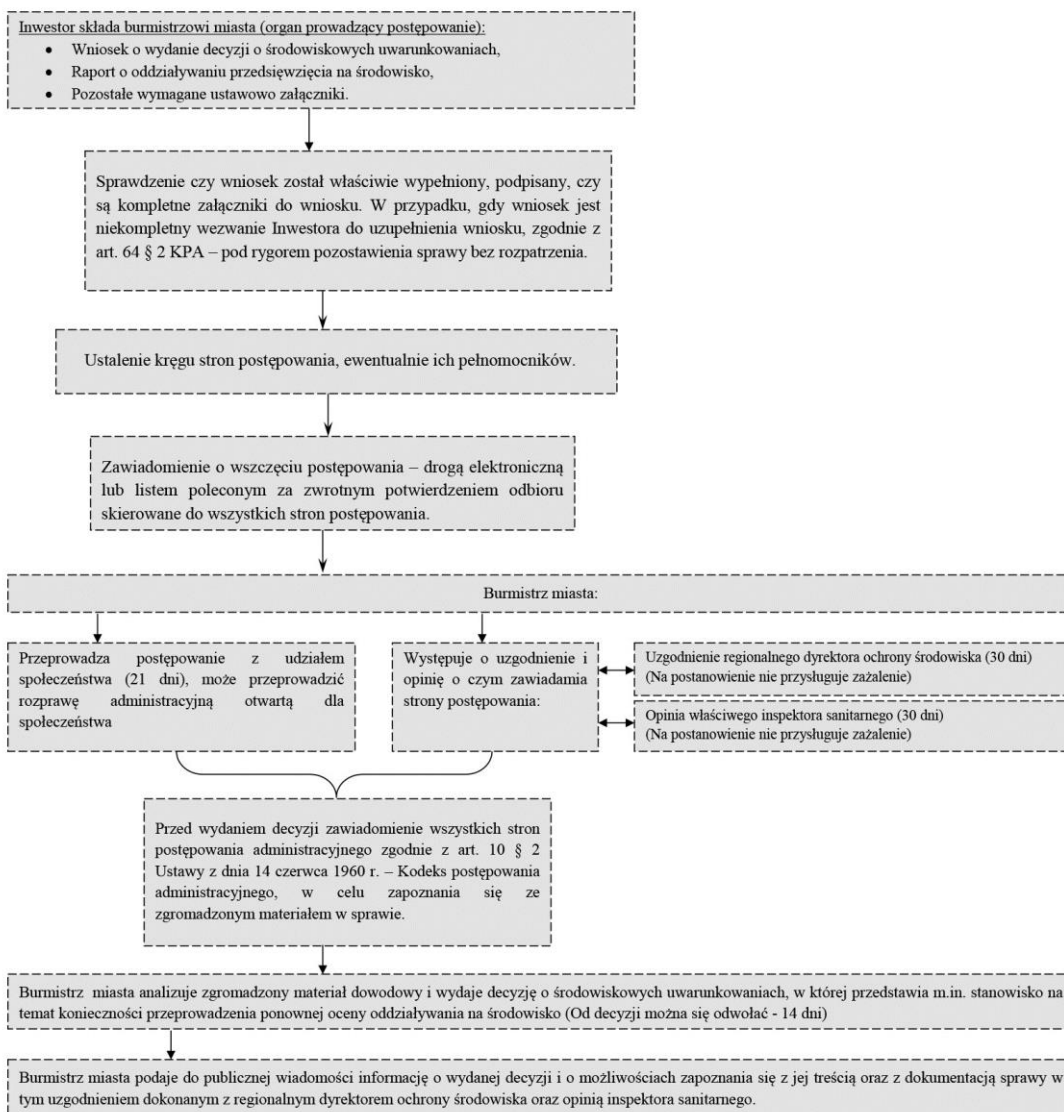 Inwestor składa burmistrzowi miasta (organ prowadzący postępowanie):
• Wniosek o wydanie decyzji o środowiskowych uwarunkowaniach,
• Raport o oddziaływaniu przedsięwzięcia na środowisko,
• Pozostałe wymagane ustawowo załączniki.
Sprawdzenie czy wniosek został właściwie wypełniony, podpisany, czy
są kompletne załączniki do wniosku. W przypadku, gdy wniosek jest
niekompletny wezwanie Inwestora do uzupełnienia wniosku, zgodnie z
art. 64 § 2 KPA – pod rygorem pozostawienia sprawy bez rozpatrzenia.
Ustalenie kręgu stron postępowania, ewentualnie ich pełnomocników.
Zawiadomienie o wszczęciu postępowania – drogą elektroniczną
lub listem poleconym za zwrotnym potwierdzeniem odbioru
skierowane do wszystkich stron postępowania.
Burmistrz miasta:
Przeprowadza postępowanie z udziałem
społeczeństwa (21 dni), może przeprowadzić
rozprawę administracyjną otwartą dla
społeczeństwa
Występuje o uzgodnienie i
opinię o czym zawiadamia
strony postępowania:
Uzgodnienie regionalnego dyrektora ochrony środowiska (30 dni)
(Na postanowienie nie przysługuje zażalenie)
Opinia właściwego inspektora sanitarnego (30 dni)
(Na postanowienie nie przysługuje zażalenie)
Przed wydaniem decyzji zawiadomienie wszystkich stron
postępowania administracyjnego zgodnie z art. 10 § 2
Ustawy z dnia 14 czerwca 1960 r. – Kodeks postępowania
administracyjnego, w celu zapoznania się ze
zgromadzonym materiałem w sprawie.
Burmistrz miasta analizuje zgromadzony materiał dowodowy i wydaje decyzję o środowiskowych uwarunkowaniach, w której przedstawia m.in. stanowisko na
temat konieczności przeprowadzenia ponownej oceny oddziaływania na środowisko (Od decyzji można się odwołać - 14 dni)
Burmistrz miasta podaje do publicznej wiadomości informację o wydanej decyzji i o możliwościach zapoznania się z jej treścią oraz z dokumentacją sprawy w
tym uzgodnieniem dokonanym z regionalnym dyrektorem ochrony środowiska oraz opinią inspektora sanitarnego.